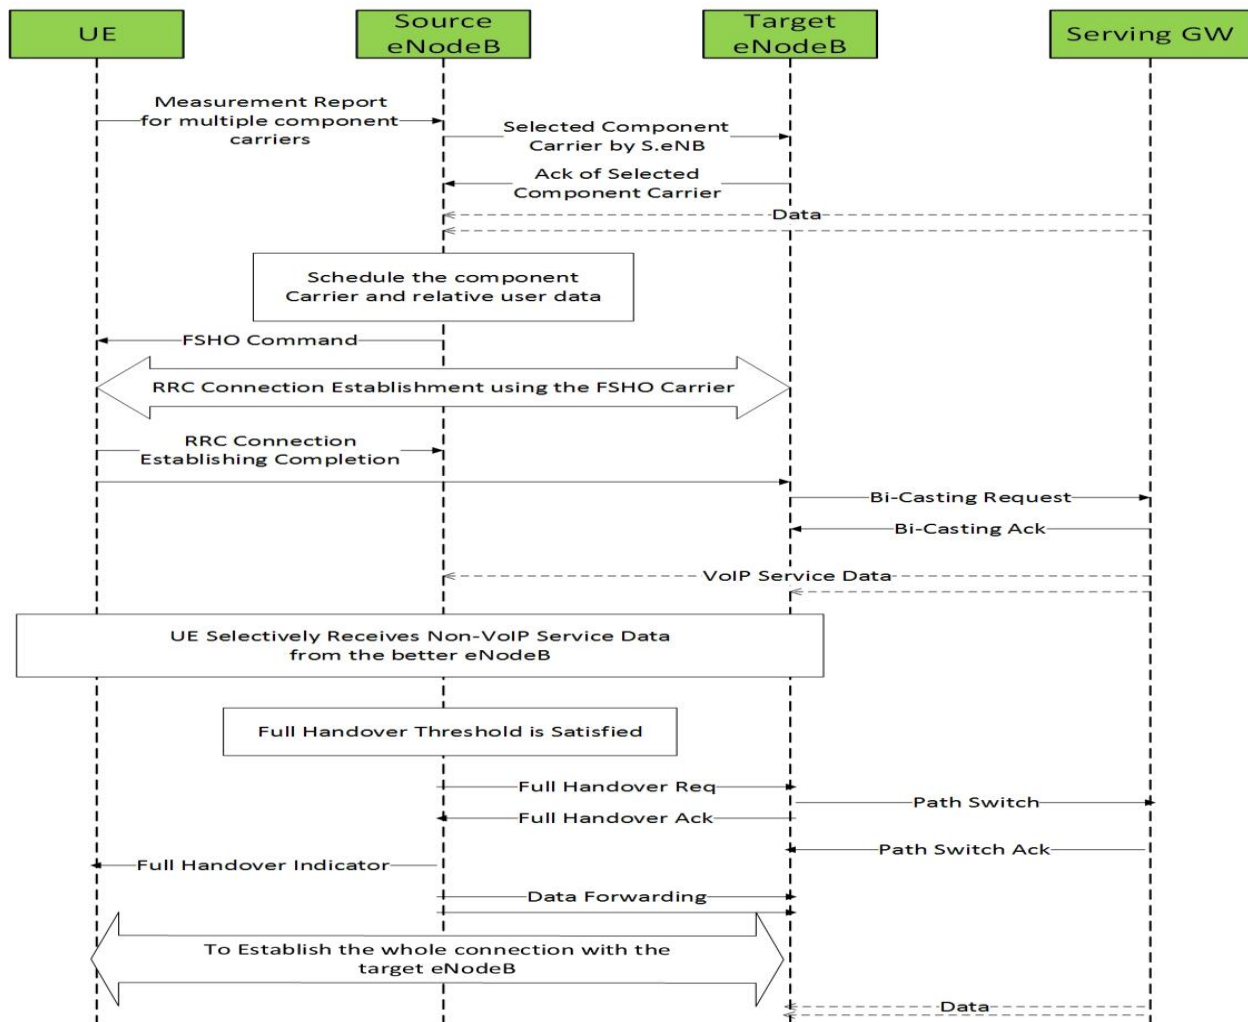 UE
Source
eNodeB
Target
eNodeB
Serving GW
Measurement Report
for multiple component
carriers
Selected Component
Carrier by S.eNB
Ack of Selected
Component Carrier
Data
Schedule the component
Carrier and relative user data
FSHO Command
RRC Connection Establishment using the FSHO Carrier
RRC Connection
Establishing Completion
Bi-Casting Request
Bi-Casting Ack
VoIP Service Data
UE Selectively Receives Non-VoIP Service Data
from the better eNodeB
Full Handover Threshold is Satisfied
Full Handover Req
Path Switch
Full Handover Ack
Path Switch Ack
Full Handover Indicator
Data Forwarding
To Establish the whole connection with the
target eNodeB
Data